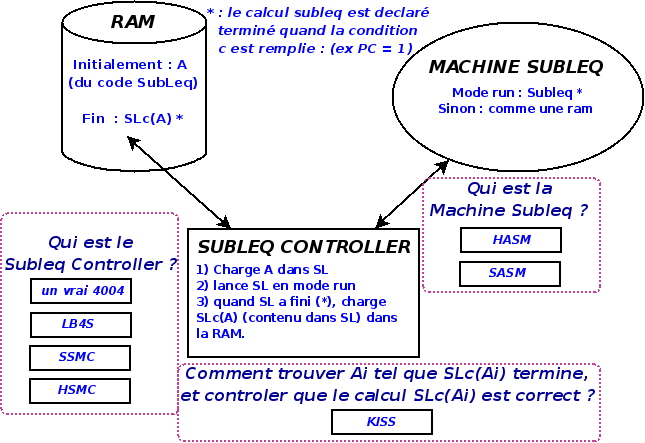 RAM
Initialement : A
(du code SubLeq)
Fin : SLc(A) *
* : le calcul subleq est declaré
terminé quand la condition
c est remplie : (ex PC = 1)
MACHINE SUBLEQ
Mode run : Subleq *
Sinon : comme une ram
Qui est la
Machine Subleq ?
HASM
SASM
Qui est le
Subleq Controller ?
un vrai 4004
LB4S
SSMC
HSMC
SUBLEQ CONTROLLER
1) Charge A dans SL
2) lance SL en mode run
3) quand SL a fini (*), charge
SLc(A) (contenu dans SL) dans
la RAM.
Comment trouver Ai tel que SLc(Ai) termine,
et controler que le calcul SLc(Ai) est correct ?
KISS